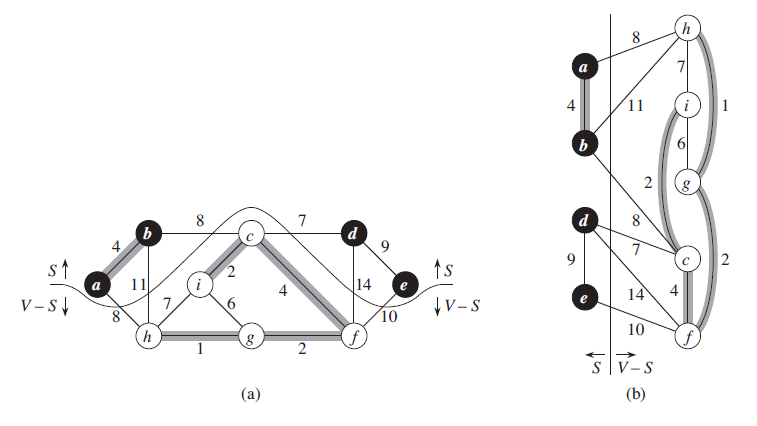 8 7
b c d
4 9
S S
2
a 11 i 4 14 e
V – S 8 7 6 10 V – S
h g f
1 2
(a)
h
8
a 7
4 11 i 1
b 6
2 g
d 8
7
9 c 2
e 14 4
10 f
S V – S
(b)